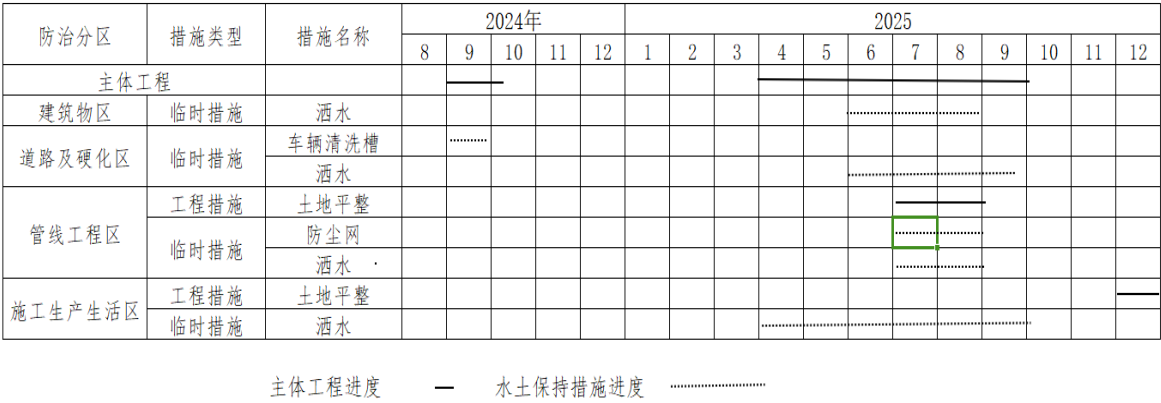 防治分区 措施类型 措施名称 2024年 2025
8 9 10 11 12 1 2 3 4 5 6 7 8 9 10 11 12
主体工程
建筑物区 临时措施 洒水
道路及硬化区 临时措施 车辆清洗槽
洒水
管线工程区 工程措施 土地平整
临时措施 防尘网
洒水
施工生产生活区 工程措施 土地平整
临时措施 洒水
主体工程进度 水土保持措施进度